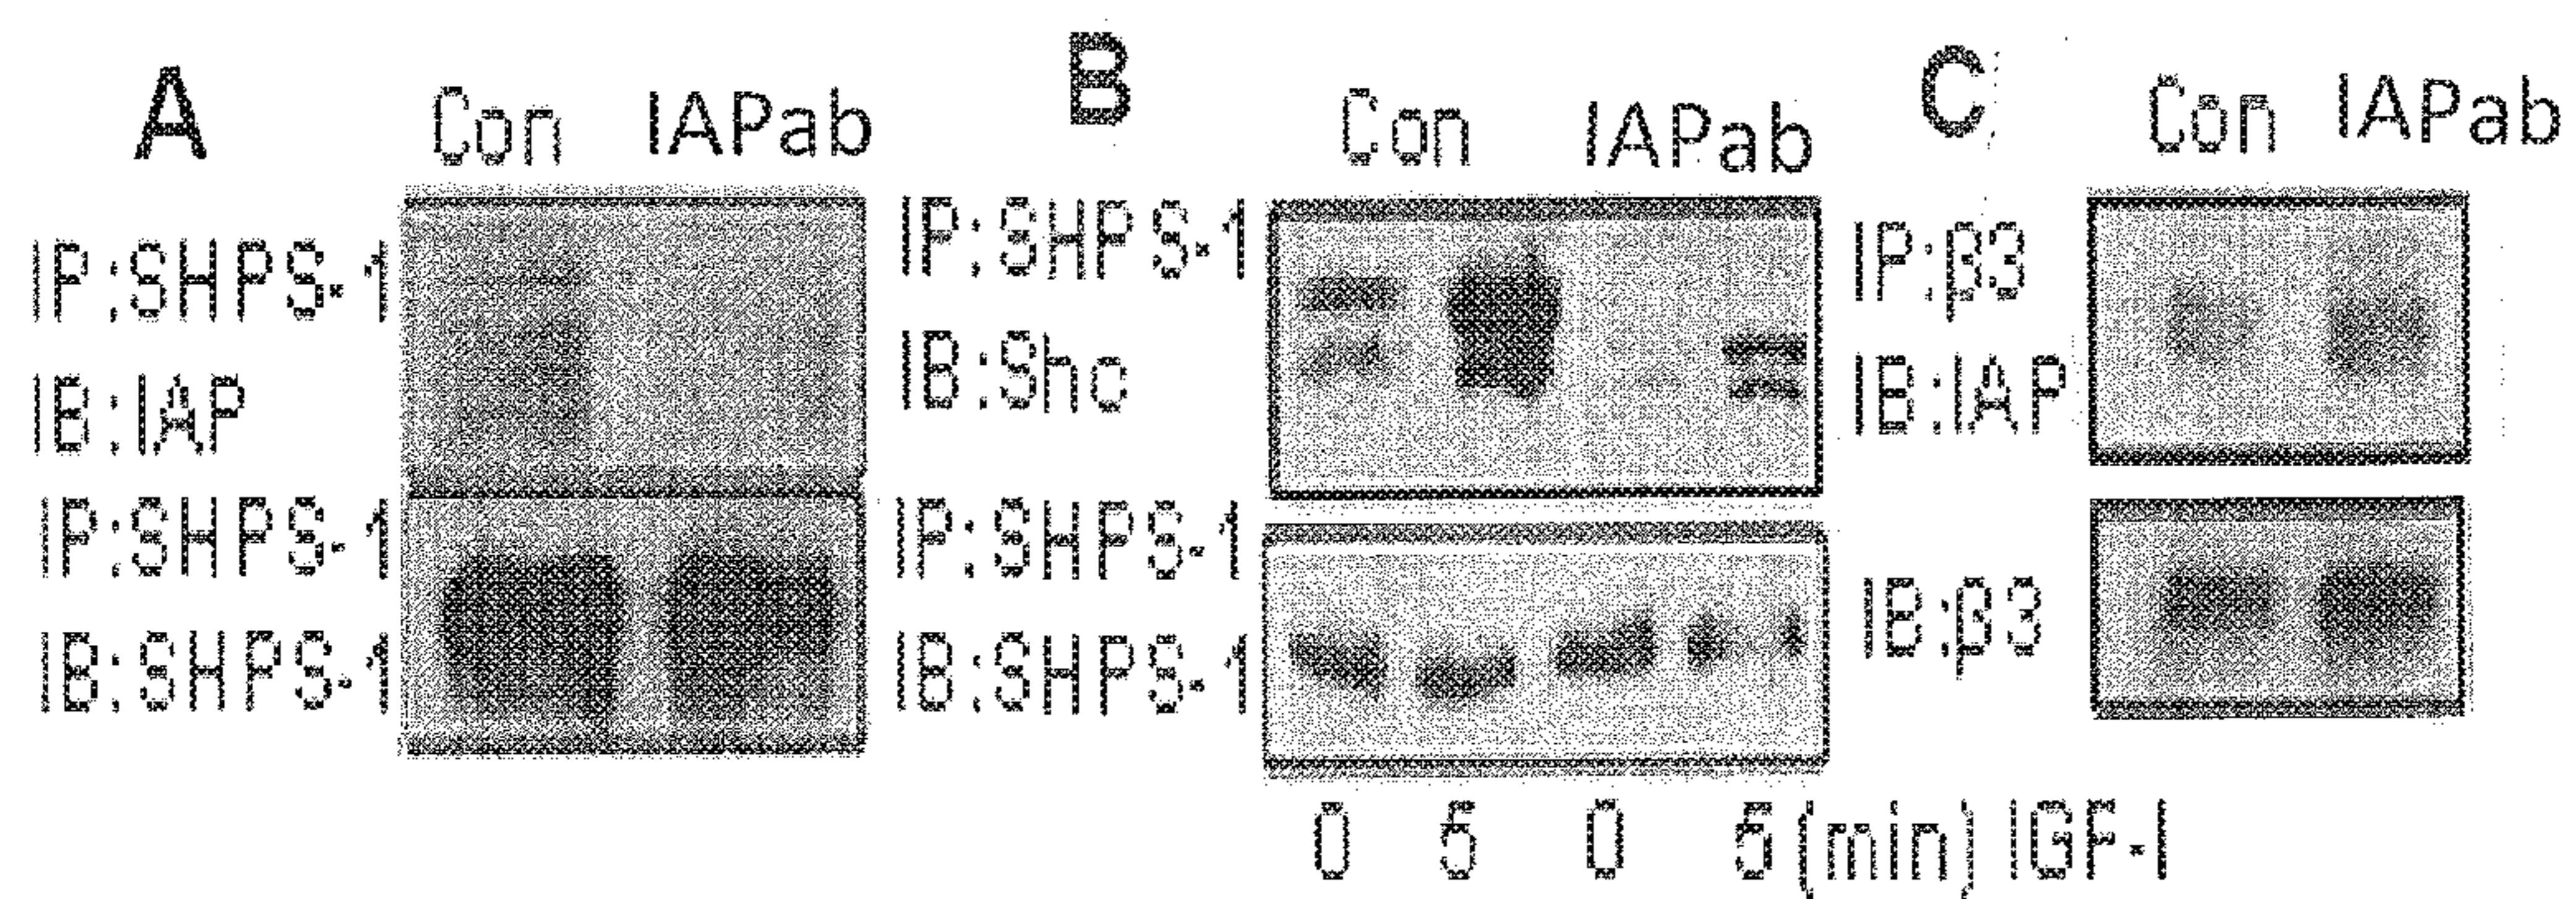 A Con IAPab
IP:SHPS-1
IB:IAP
IP:SHPS-1
IB:SHPS-1
B Con IAPab
IP:SHPS-1
IB:Shc
IP:SHPS-1
IB:SHPS-1
0 5 0 5 (min) IGF-I
C Con IAPab
IP:β3
IB:IAP
IB:β3